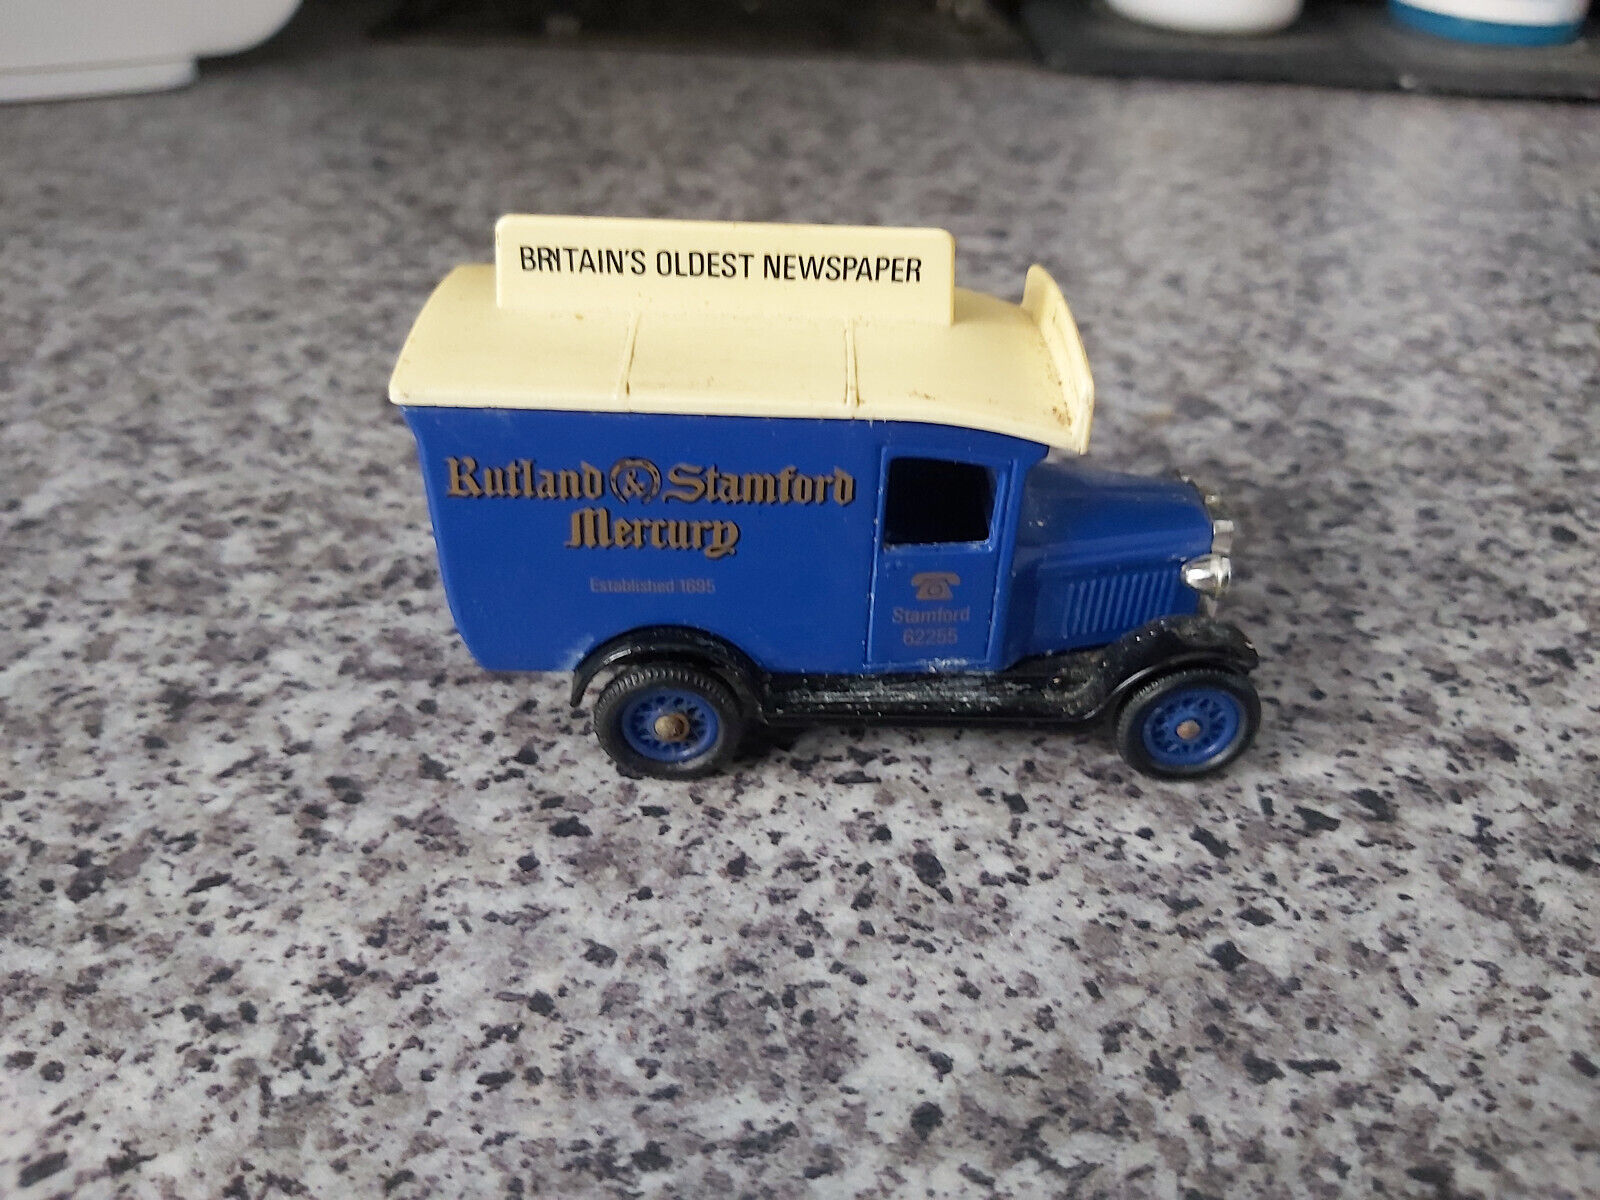 BRITAIN'S OLDEST NEWSPAPER
Rutland & Stamford
Mercury
Established 1695
Stamford
62255